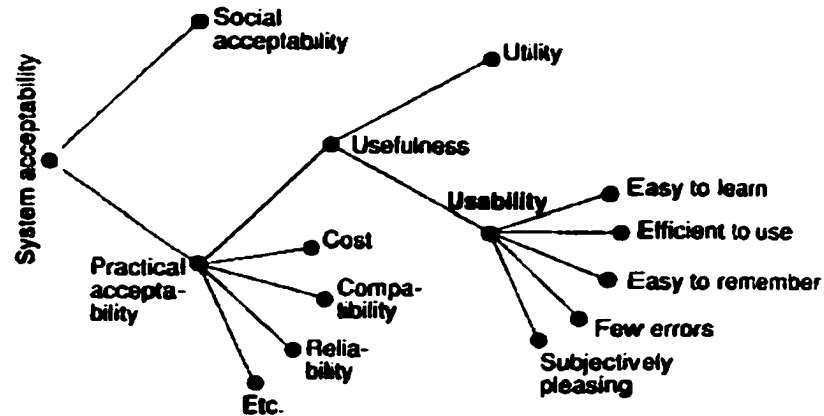 Social
acceptability
Utility
System acceptability
Usefulness
Usability
Easy to learn
Efficient to use
Easy to remember
Few errors
Subjectively
pleasing
Practical
accepta-
bility
Cost
Compa-
tibility
Relia-
bility
Etc.